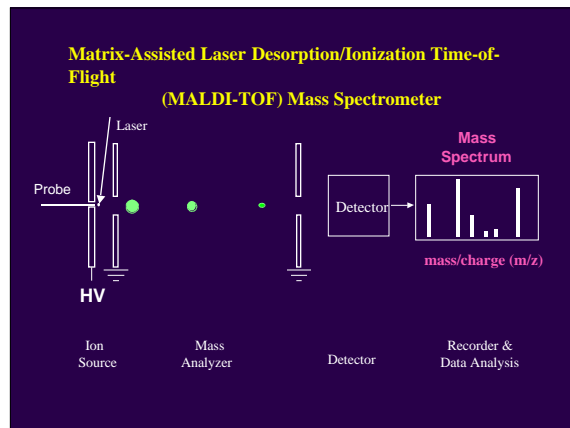 Matrix-Assisted Laser Desorption/Ionization Time-of-
Flight
(MALDI-TOF) Mass Spectrometer
Laser
Mass
Spectrum
Probe
Detector
mass/charge (m/z)
HV
Ion
Source
Mass
Analyzer
Detector
Recorder &
Data Analysis